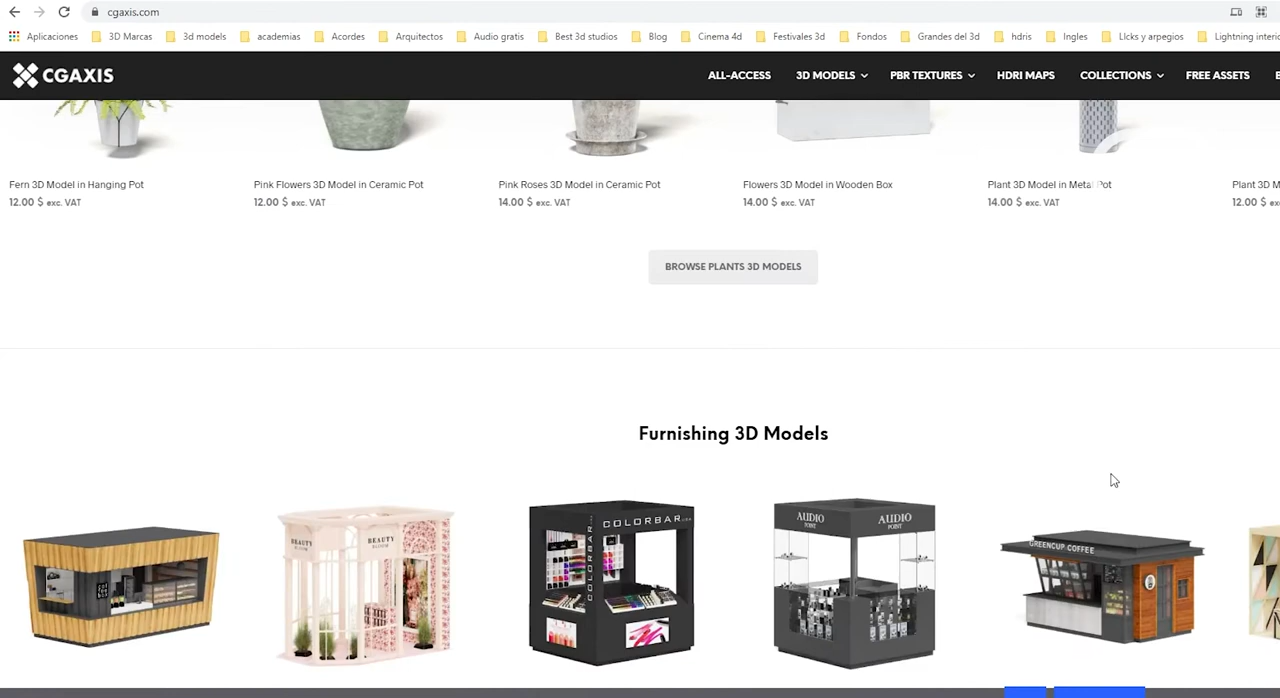 cgaxis.com
Aplicaciones 3D Marcas 3d models academias Acordes Arquitectos Audio gratis Best 3d studios Blog Cinema 4d Festivales 3d Fondos Grandes del 3d hdris Ingles LIcks y arpegios Lightning interio
CGAXIS ALL-ACCESS 3D MODELS PBR TEXTURES HDRI MAPS COLLECTIONS FREE ASSETS
Fern 3D Model in Hanging Pot Pink Flowers 3D Model in Ceramic Pot Pink Roses 3D Model in Ceramic Pot Flowers 3D Model in Wooden Box Plant 3D Model in Metal Pot Plant 3D M
12.00 $ exc. VAT 12.00 $ exc. VAT 14.00 $ exc. VAT 14.00 $ exc. VAT 14.00 $ exc. VAT 12.00 $ exc
BROWSE PLANTS 3D MODELS
Furnishing 3D Models
BEAUTY BLOOM BEAUTY BLOOM
COLORBAR COLORBAR
AUDIO POINT AUDIO POINT
GREENCUP COFFEE